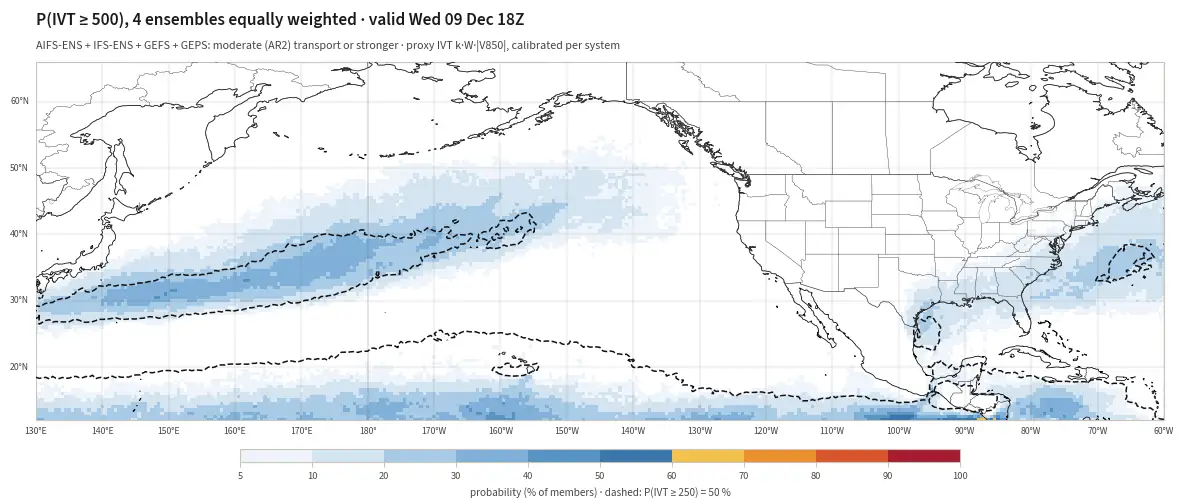 P(IVT ≥ 500), 4 ensembles equally weighted · valid Wed 09 Dec 18Z
AIFS-ENS + IFS-ENS + GEFS + GEPS: moderate (AR2) transport or stronger · proxy IVT k·W·|V850|, calibrated per system
60°N
50°N
40°N
30°N
20°N
130°E 140°E 150°E 160°E 170°E 180° 170°W 160°W 150°W 140°W 130°W 120°W 110°W 100°W 90°W 80°W 70°W 60°W
5 10 20 30 40 50 60 70 80 90 100
probability (% of members) · dashed: P(IVT ≥ 250) = 50 %